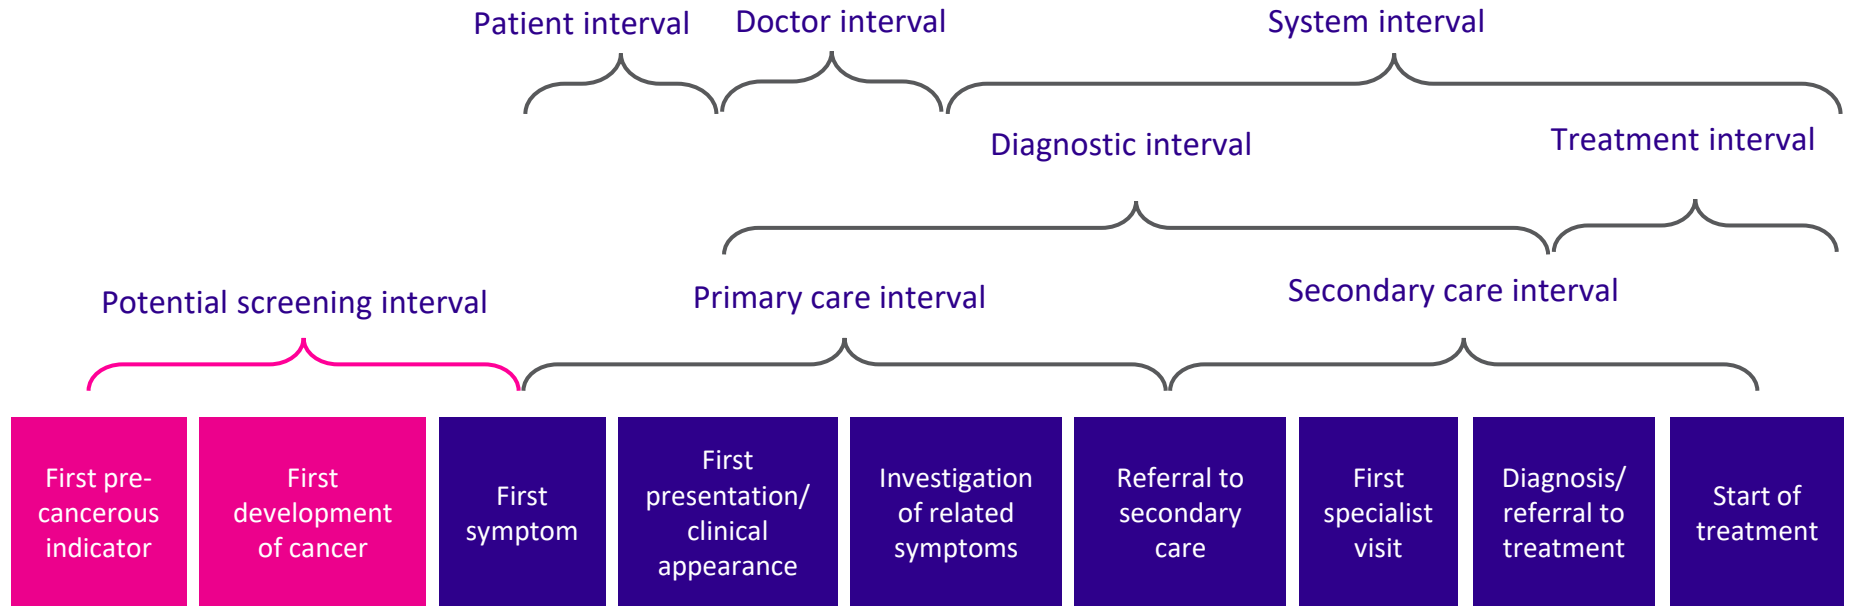 Patient interval
Doctor interval
System interval
Diagnostic interval
Treatment interval
Potential screening interval
Primary care interval
Secondary care interval
First pre-
cancerous
indicator
First
development
of cancer
First
symptom
First
presentation/
clinical
appearance
Investigation
of related
symptoms
Referral to
secondary
care
First
specialist
visit
Diagnosis/
referral to
treatment
Start of
treatment